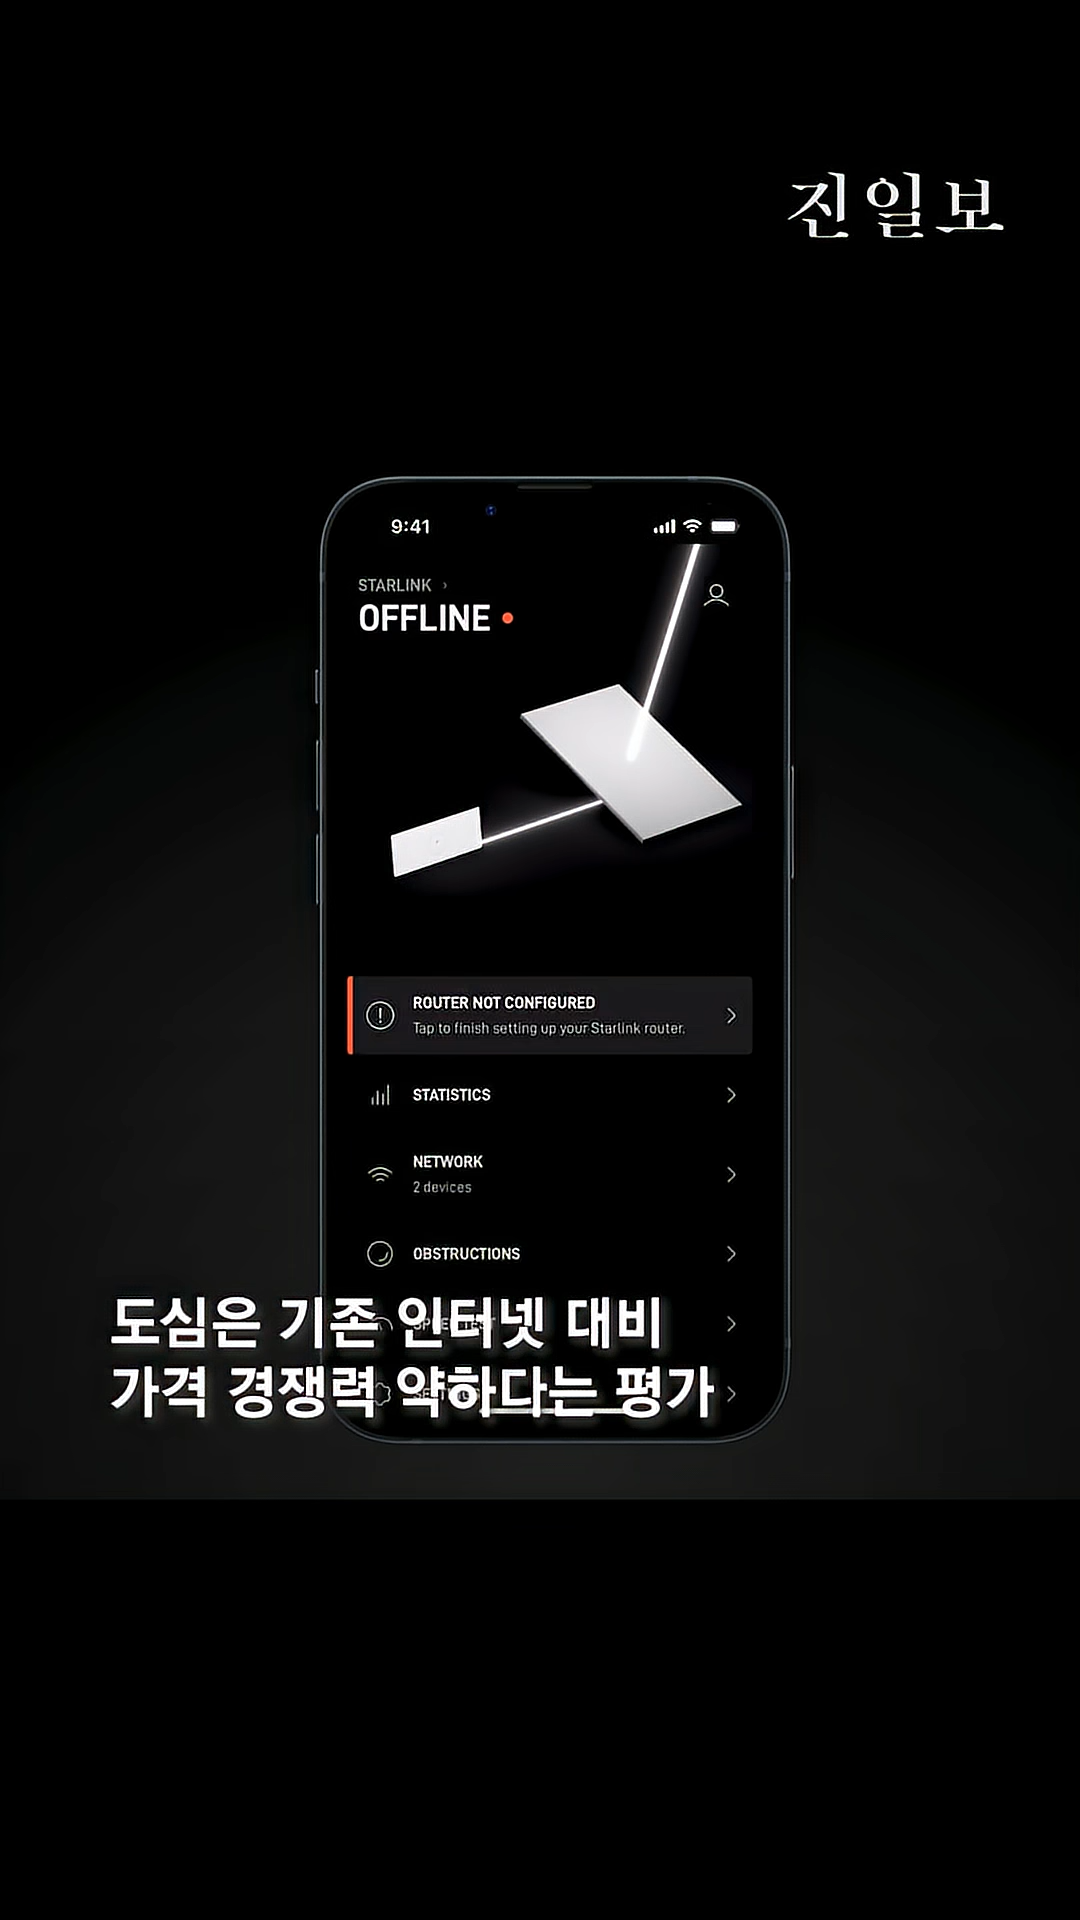 진일보
9:41
STARLINK
OFFLINE
ROUTER NOT CONFIGURED
Tap to finish setting up your Starlink router.
STATISTICS
NETWORK
2 devices
OBSTRUCTIONS
SPEED TEST
도심은 기존 인터넷 대비
가격 경쟁력 약하다는 평가